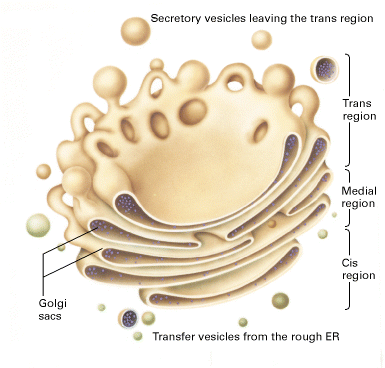 Secretory vesicles leaving the trans region
Trans
region
Medial
region
Cis
region
Golgi
sacs
Transfer vesicles from the rough ER